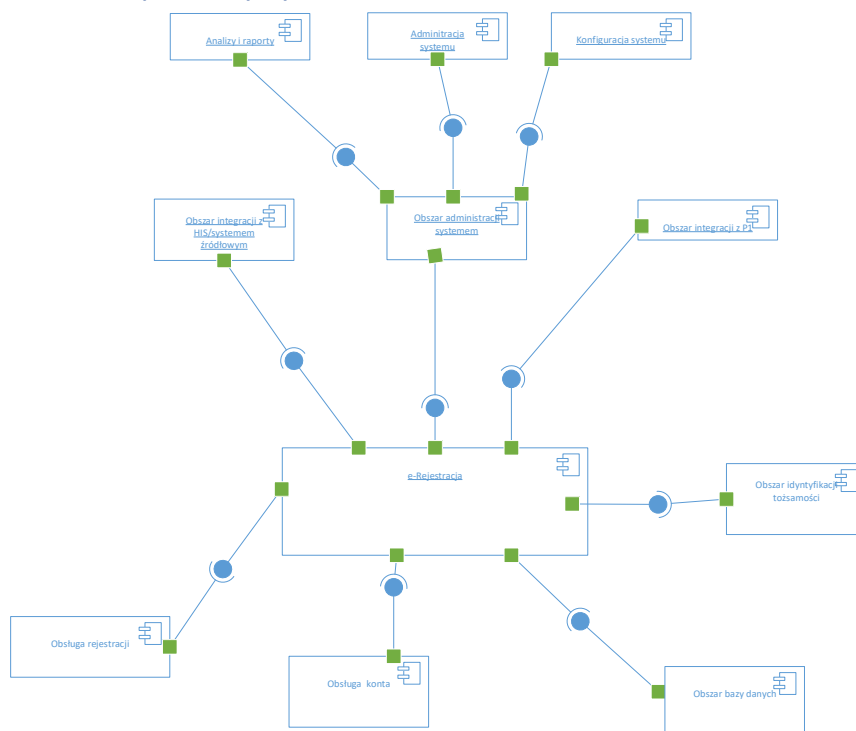 Analizy i raporty
Adminitracja
systemu
Konfiguracja systemu
Obszar integracji z
HIS/systemem
źródłowym
Obszar administracji
systemem
Obszar integracji z P1
e-Rejestracja
Obszar idyntyfikacji
tożsamości
Obsługa rejestracji
Obsługa konta
Obszar bazy danych